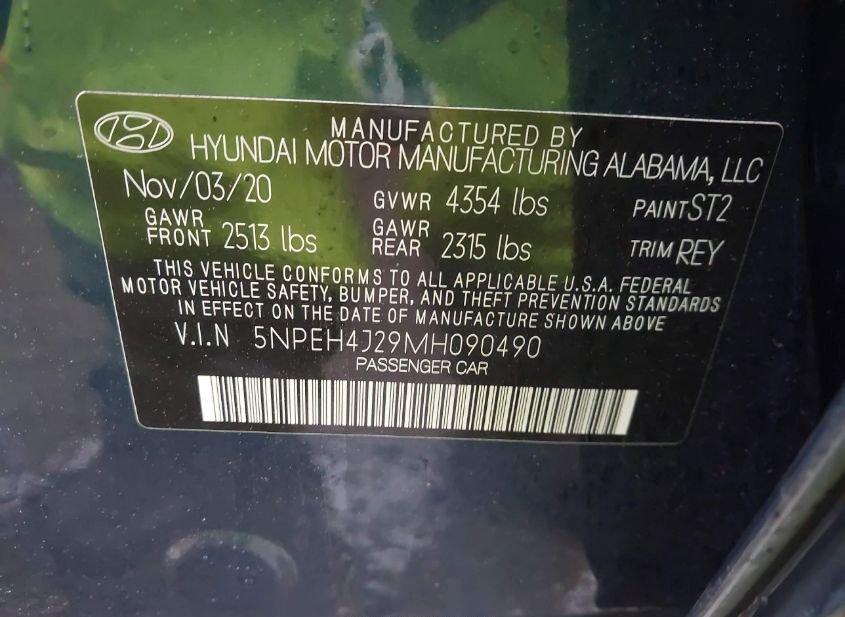 MANUFACTURED BY
HYUNDAI MOTOR MANUFACTURING ALABAMA, LLC
Nov/03/20 GVWR 4354 lbs PAINT ST2
GAWR FRONT 2513 lbs GAWR REAR 2315 lbs TRIM REY
THIS VEHICLE CONFORMS TO ALL APPLICABLE U.S.A. FEDERAL
MOTOR VEHICLE SAFETY, BUMPER, AND THEFT PREVENTION STANDARDS
IN EFFECT ON THE DATE OF MANUFACTURE SHOWN ABOVE
V.I.N 5NPEH4J29MH090490
PASSENGER CAR